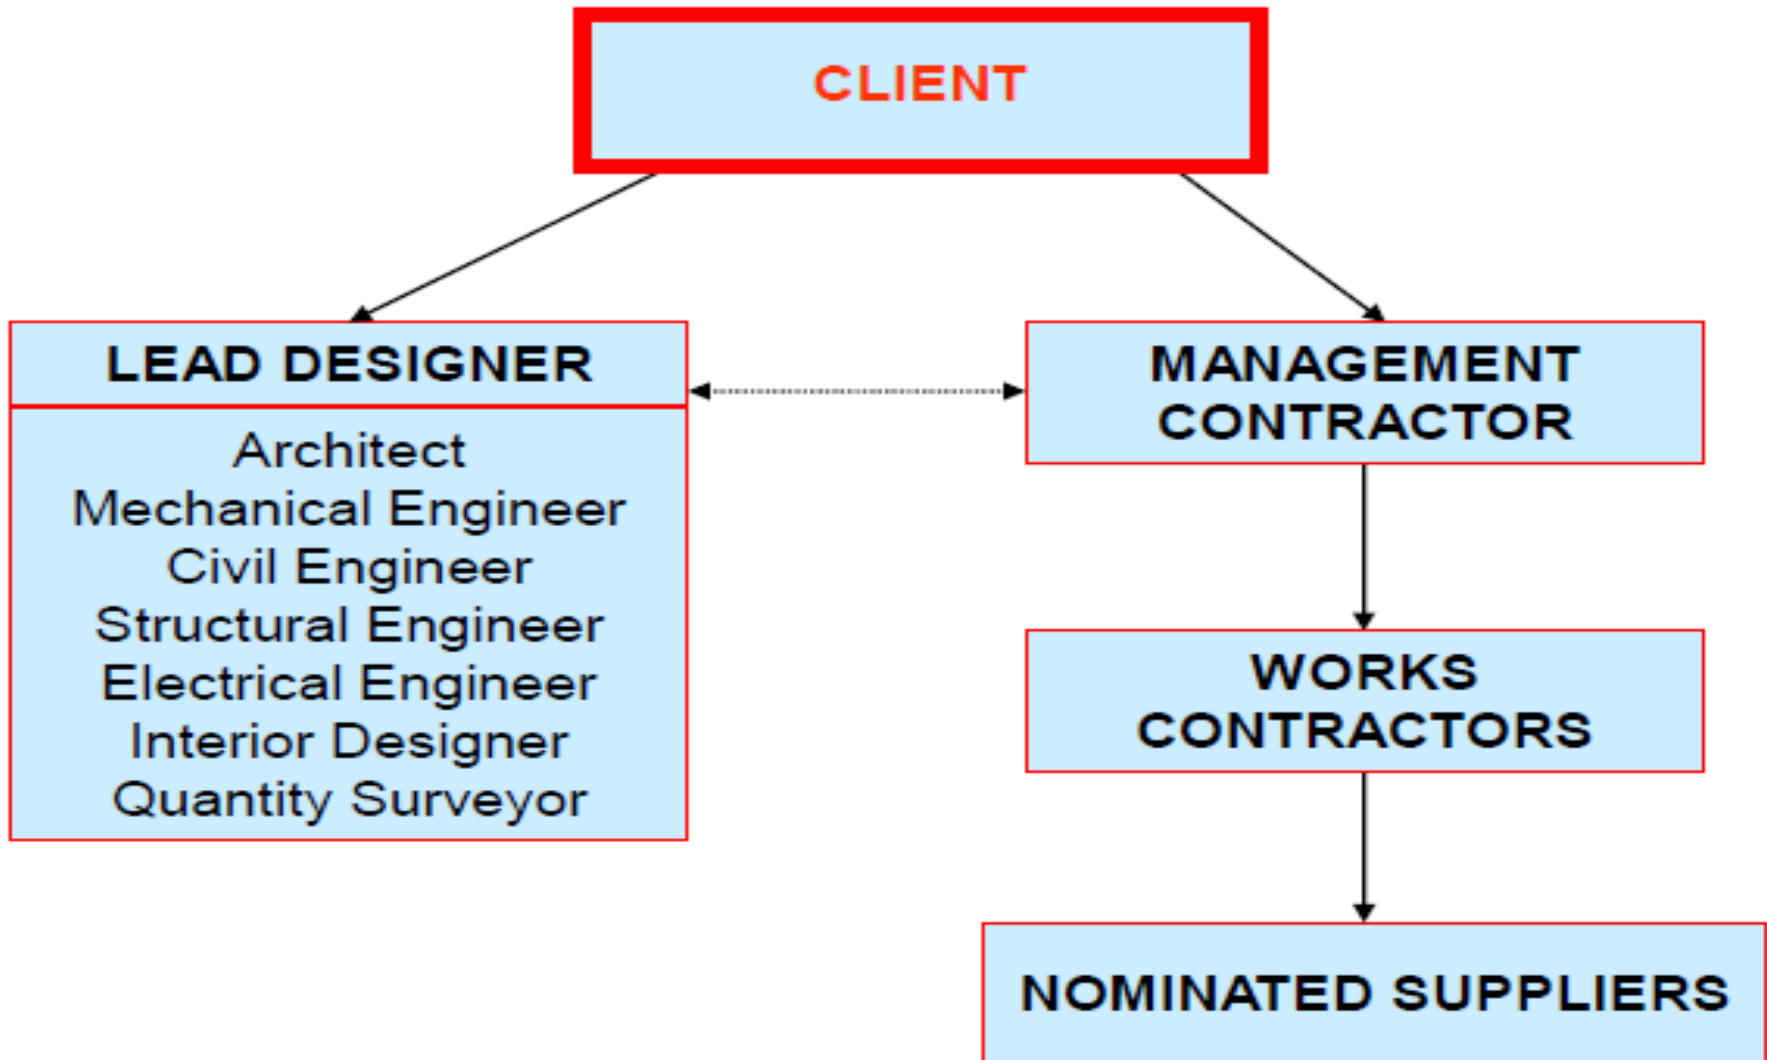 CLIENT
LEAD DESIGNER
Architect
Mechanical Engineer
Civil Engineer
Structural Engineer
Electrical Engineer
Interior Designer
Quantity Surveyor
MANAGEMENT
CONTRACTOR
WORKS
CONTRACTORS
NOMINATED SUPPLIERS